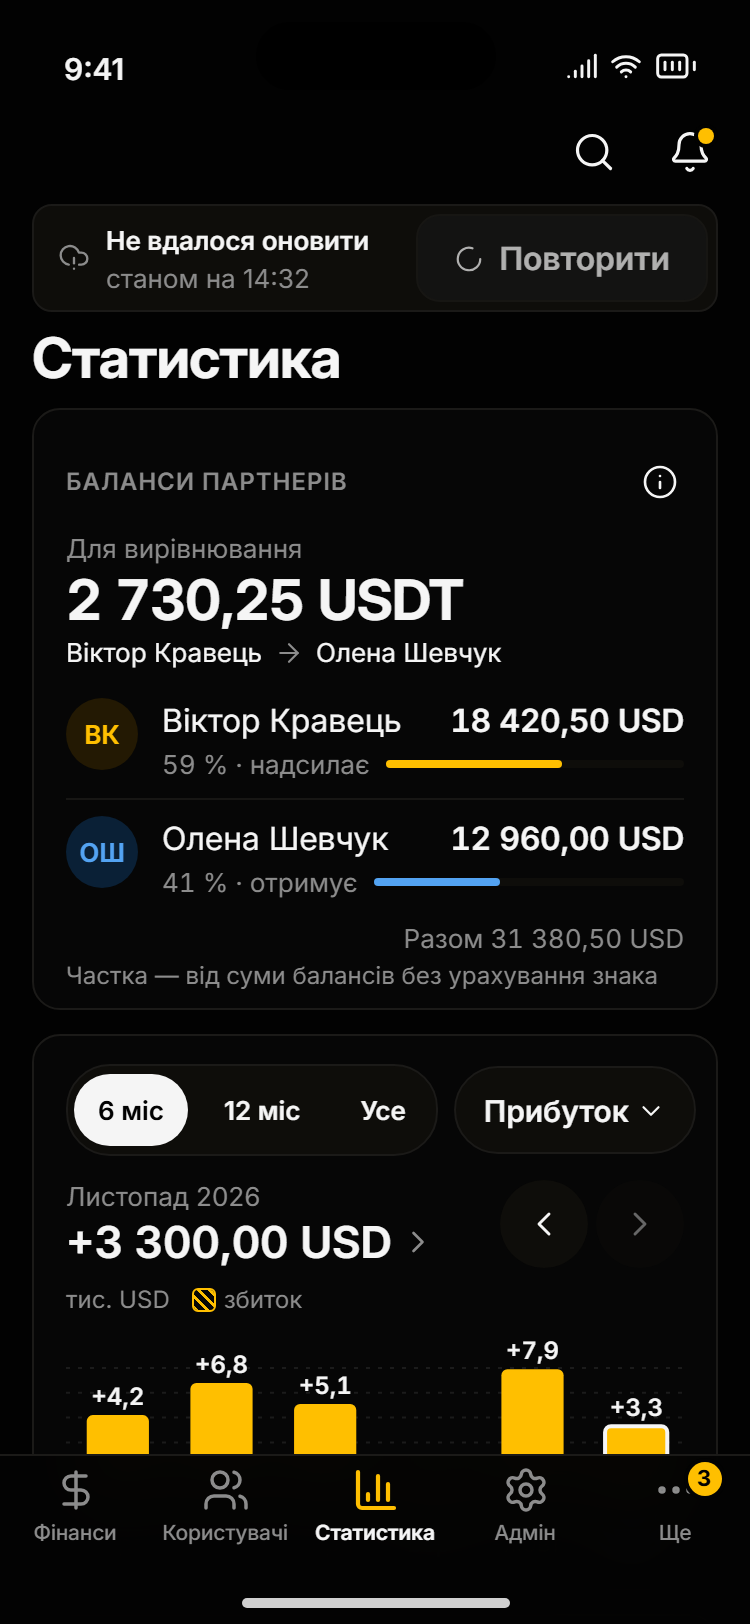 9:41
Не вдалося оновити
станом на 14:32
Повторити
Статистика
БАЛАНСИ ПАРТНЕРІВ
Для вирівнювання
2 730,25 USDT
Віктор Кравець → Олена Шевчук
ВК
Віктор Кравець 18 420,50 USD
59 % · надсилає
ОШ
Олена Шевчук 12 960,00 USD
41 % · отримує
Разом 31 380,50 USD
Частка — від суми балансів без урахування знака
6 міс 12 міс Усе Прибуток
Листопад 2026
+3 300,00 USD
тис. USD збиток
+4,2 +6,8 +5,1 +7,9 +3,3
3
Фінанси Користувачі Статистика Адмін Ще